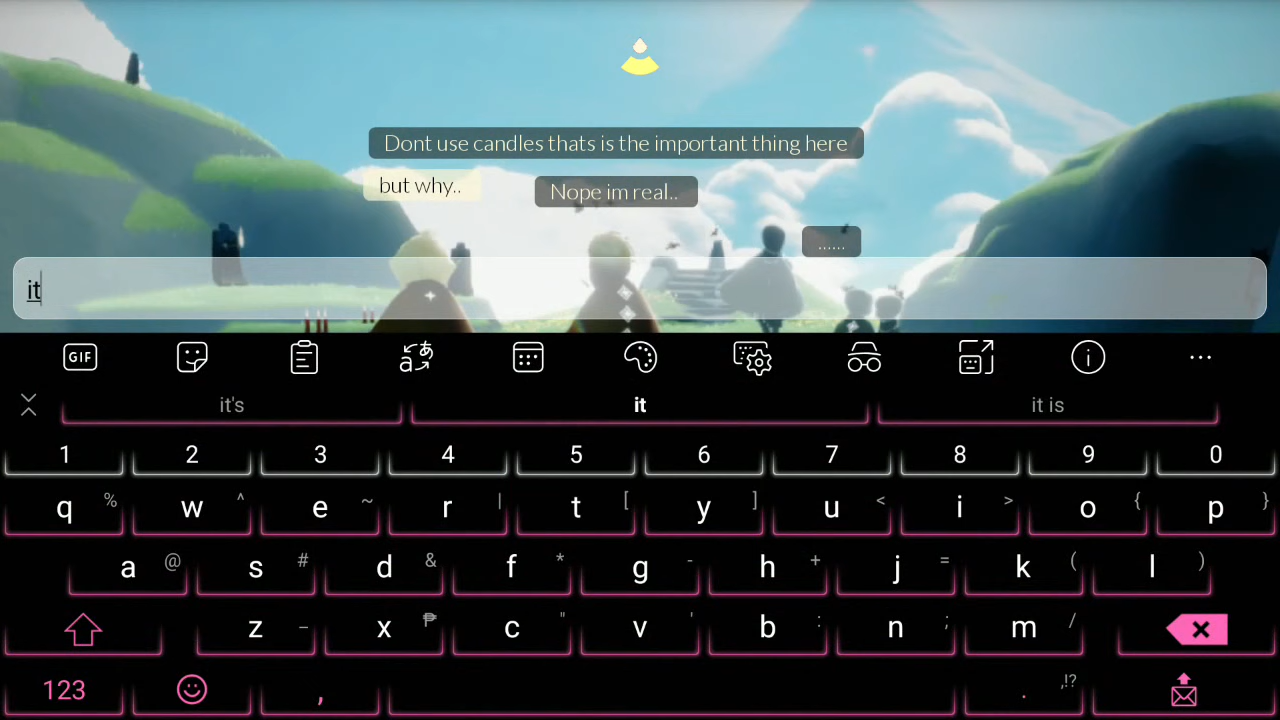 Dont use candles thats is the important thing here
but why..
Nope im real..
......
it
GIF
it's it it is
1 2 3 4 5 6 7 8 9 0
q % w ^ e ~ r | t [ y ] u < i > o { p }
a @ s # d & f * g - h + j = k ( l )
z _ x ₱ c " v ' b : n ; m /
123 , . ,!?